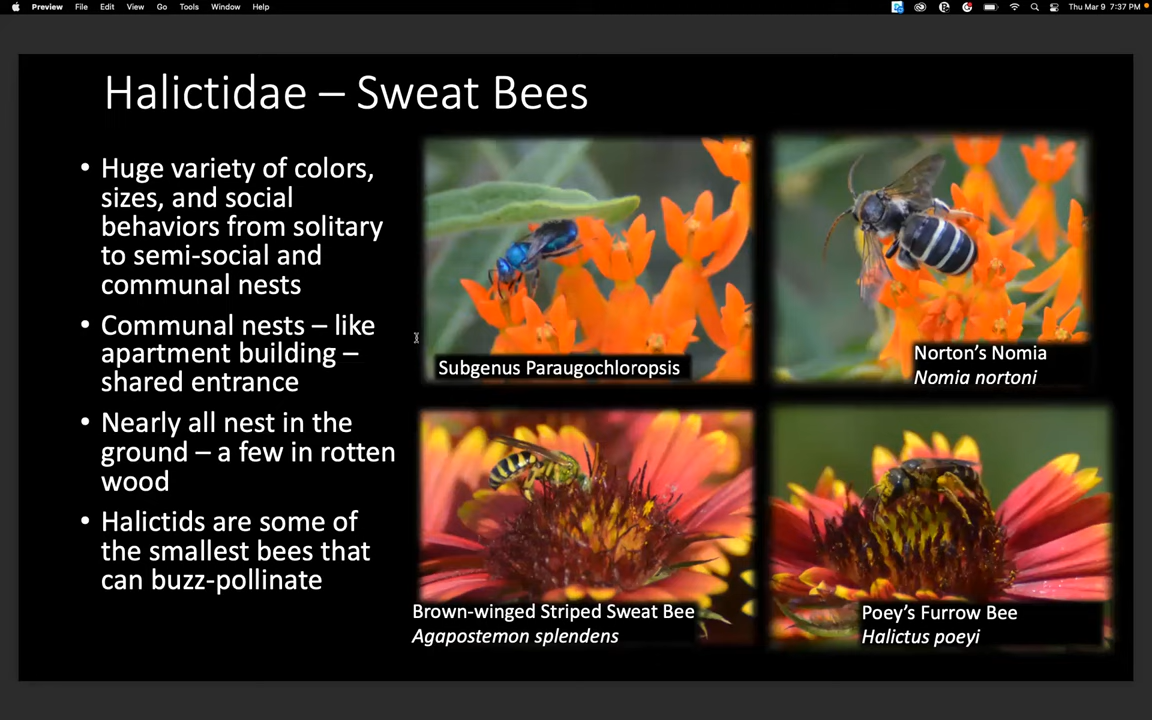 Preview File Edit View Go Tools Window Help Thu Mar 9 7:37 PM
Halictidae – Sweat Bees
• Huge variety of colors,
sizes, and social
behaviors from solitary
to semi-social and
communal nests
• Communal nests – like
apartment building –
shared entrance
• Nearly all nest in the
ground – a few in rotten
wood
• Halictids are some of
the smallest bees that
can buzz-pollinate
Subgenus Paraugochloropsis
Norton's Nomia
Nomia nortoni
Brown-winged Striped Sweat Bee
Agapostemon splendens
Poey's Furrow Bee
Halictus poeyi